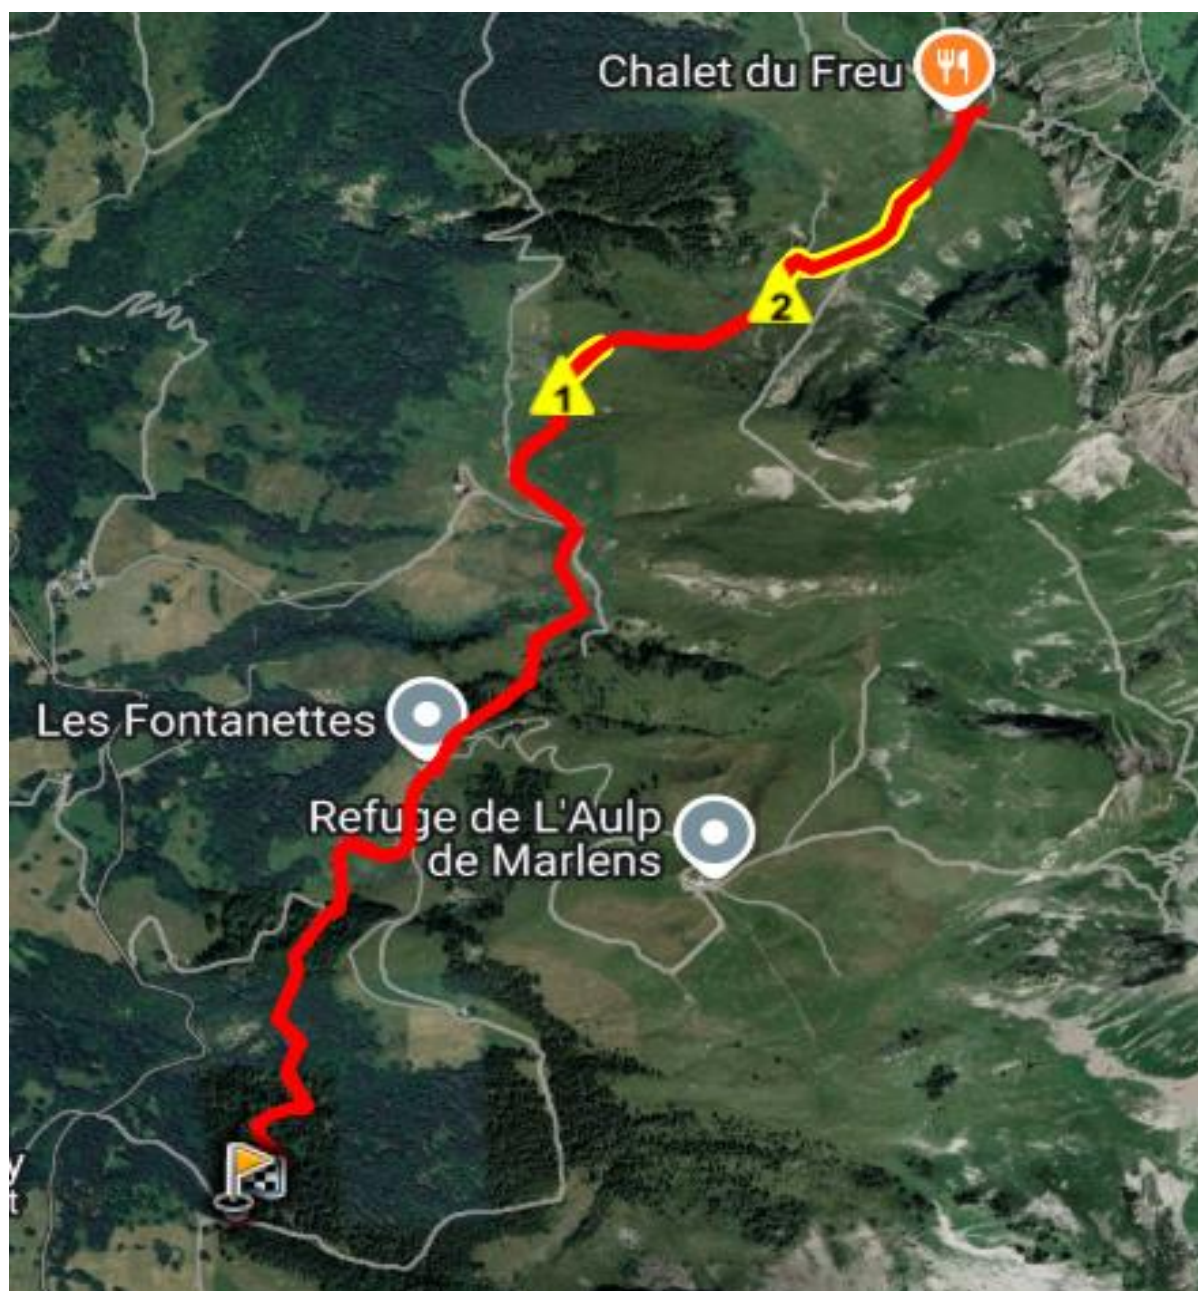 Chalet du Freu
2
1
Les Fontanettes
Refuge de L'Aulp
de Marlens
y
t